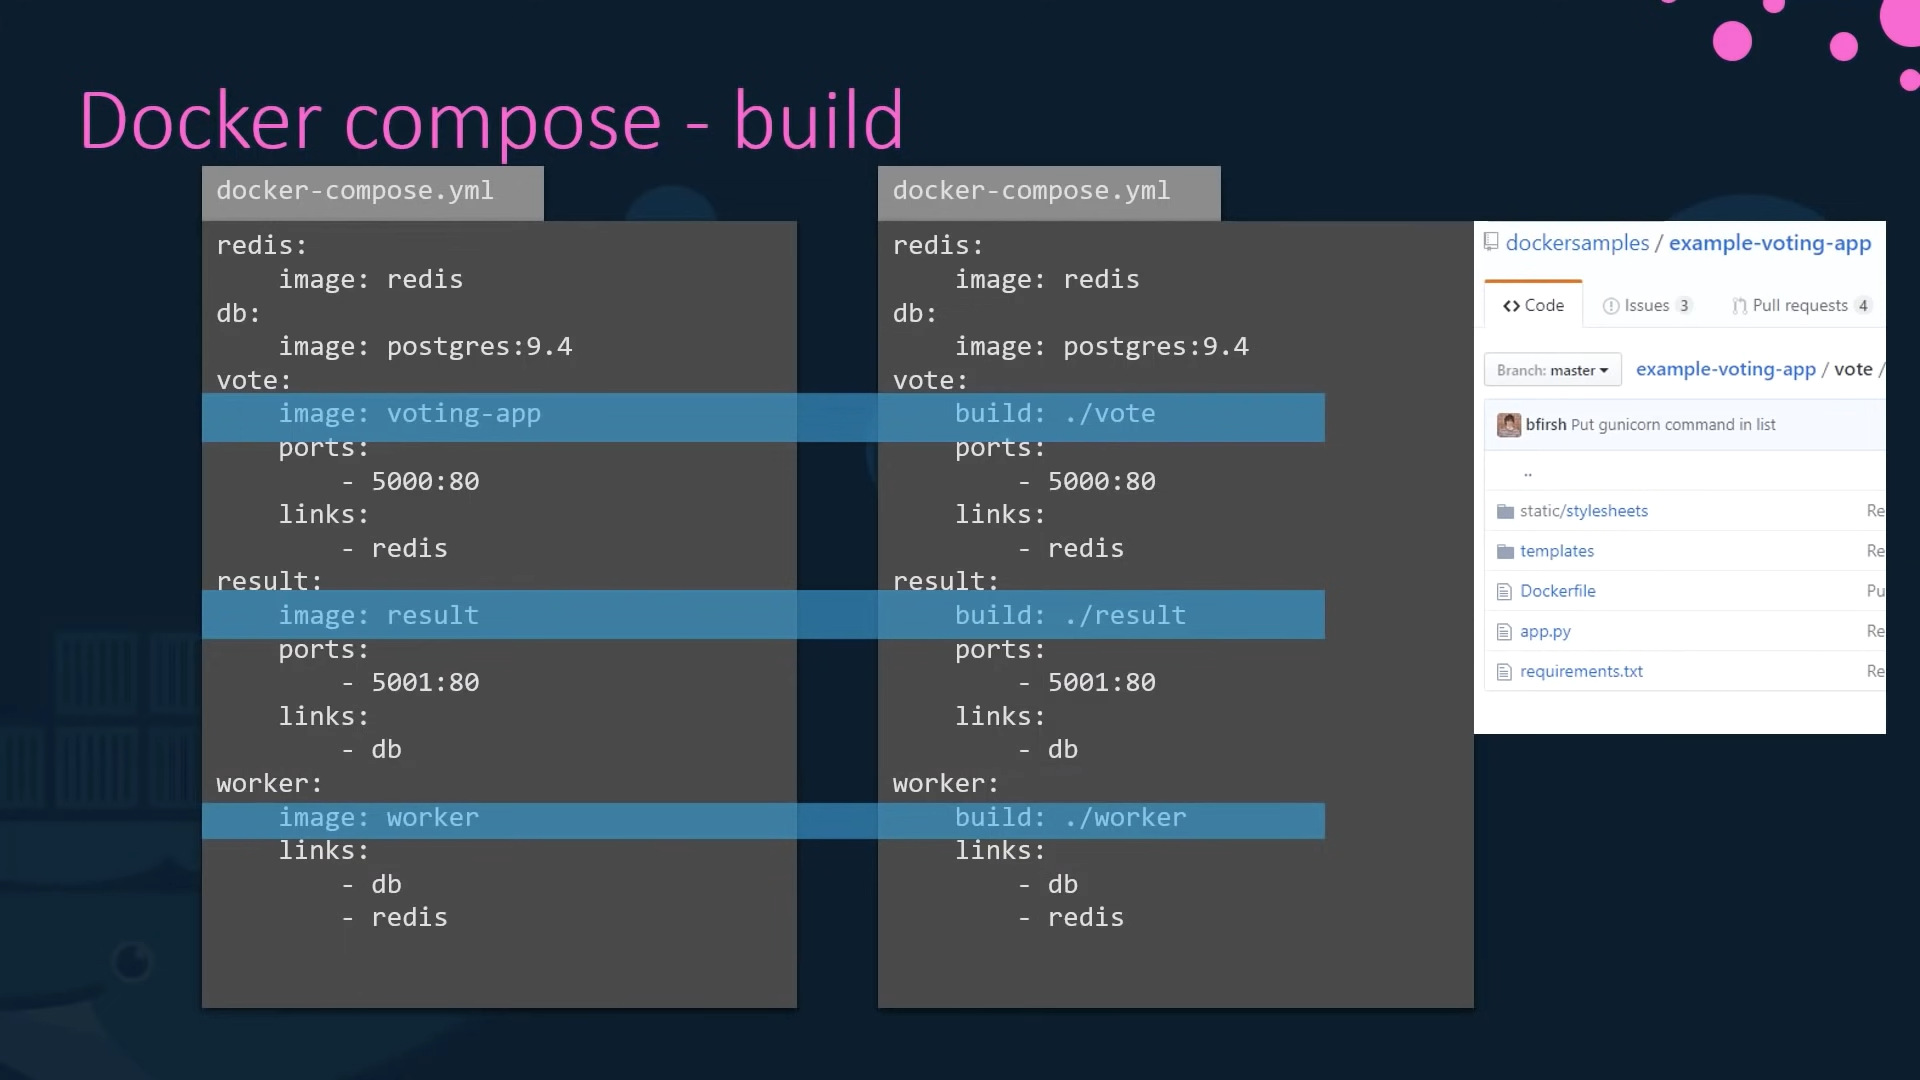 Docker compose - build
docker-compose.yml
redis:
    image: redis
db:
    image: postgres:9.4
vote:
    image: voting-app
    ports:
        - 5000:80
    links:
        - redis
result:
    image: result
    ports:
        - 5001:80
    links:
        - db
worker:
    image: worker
    links:
        - db
        - redis
docker-compose.yml
redis:
    image: redis
db:
    image: postgres:9.4
vote:
    build: ./vote
    ports:
        - 5000:80
    links:
        - redis
result:
    build: ./result
    ports:
        - 5001:80
    links:
        - db
worker:
    build: ./worker
    links:
        - db
        - redis
dockersamples / example-voting-app
<> Code Issues 3 Pull requests 4
Branch: master example-voting-app / vote /
bfirsh Put gunicorn command in list
..
static/stylesheets Re
templates Re
Dockerfile Pu
app.py Re
requirements.txt Re